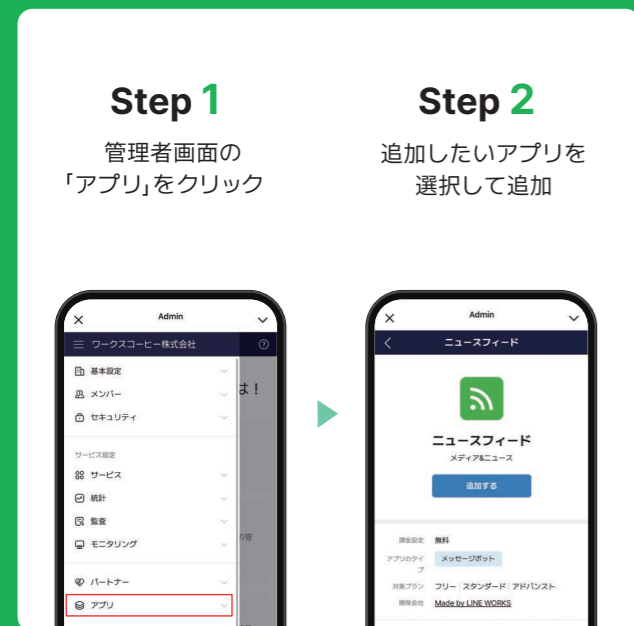 Step 1
管理者画面の
「アプリ」をクリック
Admin
ワークスコーヒー株式会社
基本設定
メンバー
は！
セキュリティ
サービス設定
サービス
統計
監査
の管
モニタリング
パートナー
アプリ
Step 2
追加したいアプリを
選択して追加
Admin
ニュースフィード
ニュースフィード
メディア&ニュース
追加する
課金設定 無料
アプリのタイ
プ
メッセージボット
対象プラン フリー | スタンダード | アドバンスト
開発会社 Made by LINE WORKS